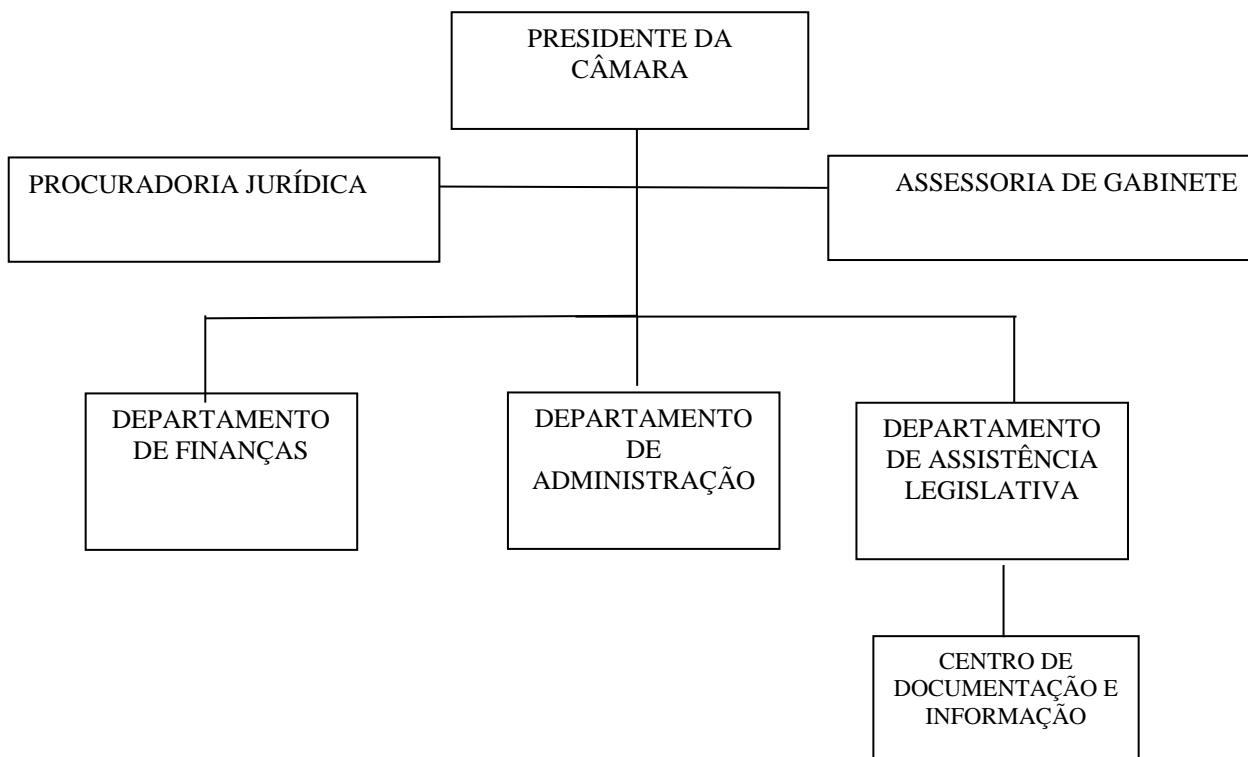 PRESIDENTE DA
CÂMARA
PROCURADORIA JURÍDICA
ASSESSORIA DE GABINETE
DEPARTAMENTO
DE FINANÇAS
DEPARTAMENTO
DE
ADMINISTRAÇÃO
DEPARTAMENTO
DE ASSISTÊNCIA
LEGISLATIVA
CENTRO DE
DOCUMENTAÇÃO E
INFORMAÇÃO